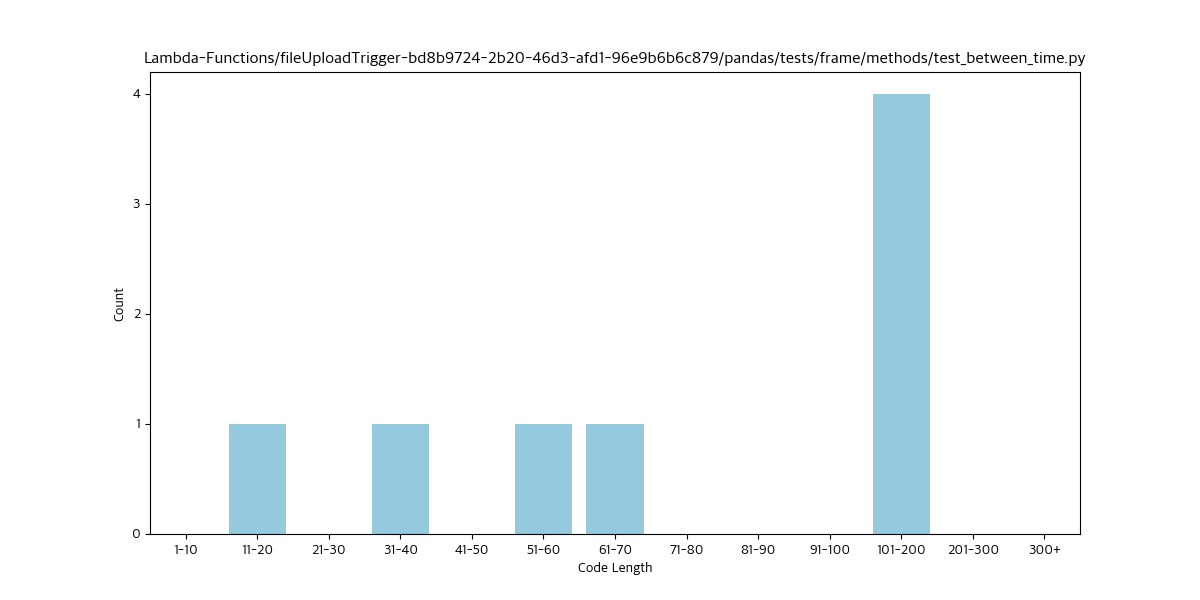 Lambda-Functions/fileUploadTrigger-bd8b9724-2b20-46d3-afd1-96e9b6b6c879/pandas/tests/frame/methods/test_between_time.py
4
3
2
1
0
Count
1-10 11-20 21-30 31-40 41-50 51-60 61-70 71-80 81-90 91-100 101-200 201-300 300+
Code Length